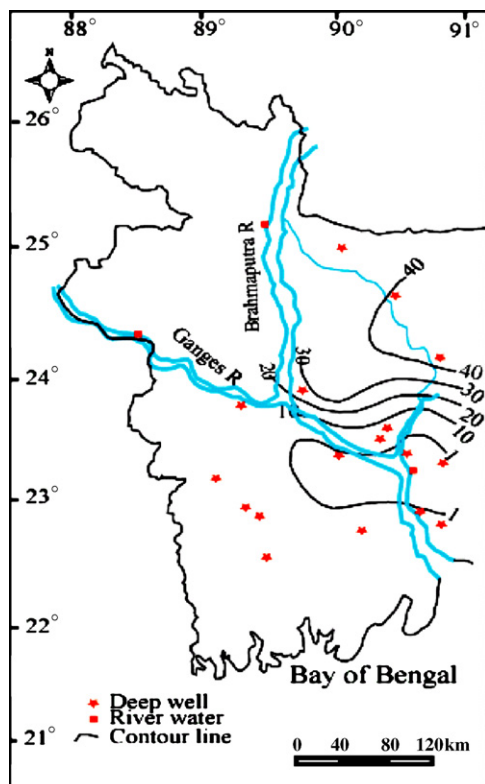 88° 89° 90° 91°
N
26°
25°
24°
23°
22°
21°
Brahmaputra R
Ganges R
40
40
30
20
10
1
1
20
30
1
Bay of Bengal
Deep well
River water
Contour line
0 40 80 120km